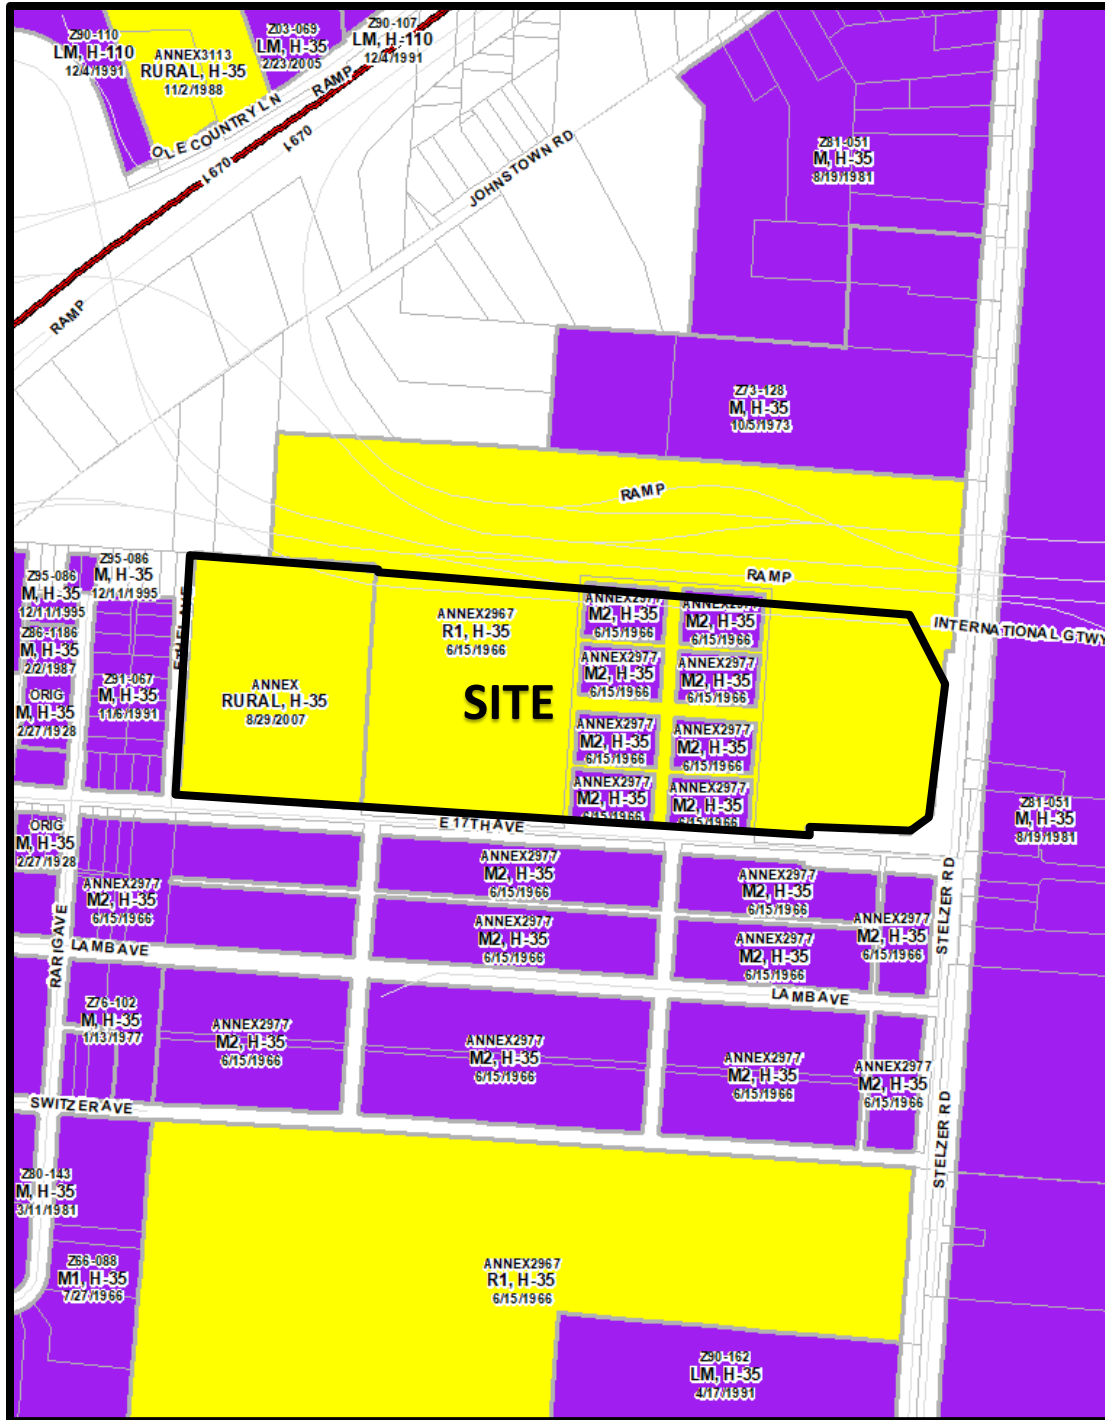 Z90-110
LM, H-110
12/4/1991
ANNEX3113
RURAL, H-35
11/2/1988
Z03-069
LM, H-35
2/23/2005
Z90-107
LM, H-110
12/4/1991
OLE COUNTRY LN
RAMP
I-670
I-670
RAMP
JOHNSTOWN RD
Z81-051
M, H-35
8/19/1981
Z73-128
M, H-35
10/5/1973
RAMP
RAMP
INTERNATIONAL GTWY
Z95-086
M, H-35
12/11/1995
Z95-086
M, H-35
12/11/1995
Z86-1186
M, H-35
2/2/1987
ORIG
M, H-35
2/27/1928
Z91-067
M, H-35
11/6/1991
ANNEX
RURAL, H-35
8/29/2007
ANNEX2967
R1, H-35
6/15/1966
SITE
ANNEX2977
M2, H-35
6/15/1966
ANNEX2977
M2, H-35
6/15/1966
ANNEX2977
M2, H-35
6/15/1966
ANNEX2977
M2, H-35
6/15/1966
ANNEX2977
M2, H-35
6/15/1966
ANNEX2977
M2, H-35
6/15/1966
ANNEX2977
M2, H-35
6/15/1966
ANNEX2977
M2, H-35
6/15/1966
Z81-051
M, H-35
8/19/1981
E 17TH AVE
ORIG
M, H-35
2/27/1928
ANNEX2977
M2, H-35
6/15/1966
ANNEX2977
M2, H-35
6/15/1966
ANNEX2977
M2, H-35
6/15/1966
ANNEX2977
M2, H-35
6/15/1966
ANNEX2977
M2, H-35
6/15/1966
ANNEX2977
M2, H-35
6/15/1966
STELZER RD
RARIG AVE
LAMB AVE
LAMB AVE
Z76-102
M, H-35
1/13/1977
ANNEX2977
M2, H-35
6/15/1966
ANNEX2977
M2, H-35
6/15/1966
ANNEX2977
M2, H-35
6/15/1966
ANNEX2977
M2, H-35
6/15/1966
SWITZER AVE
STELZER RD
Z80-143
M, H-35
3/11/1981
Z66-088
M1, H-35
7/27/1966
ANNEX2967
R1, H-35
6/15/1966
Z90-162
LM, H-35
4/17/1991